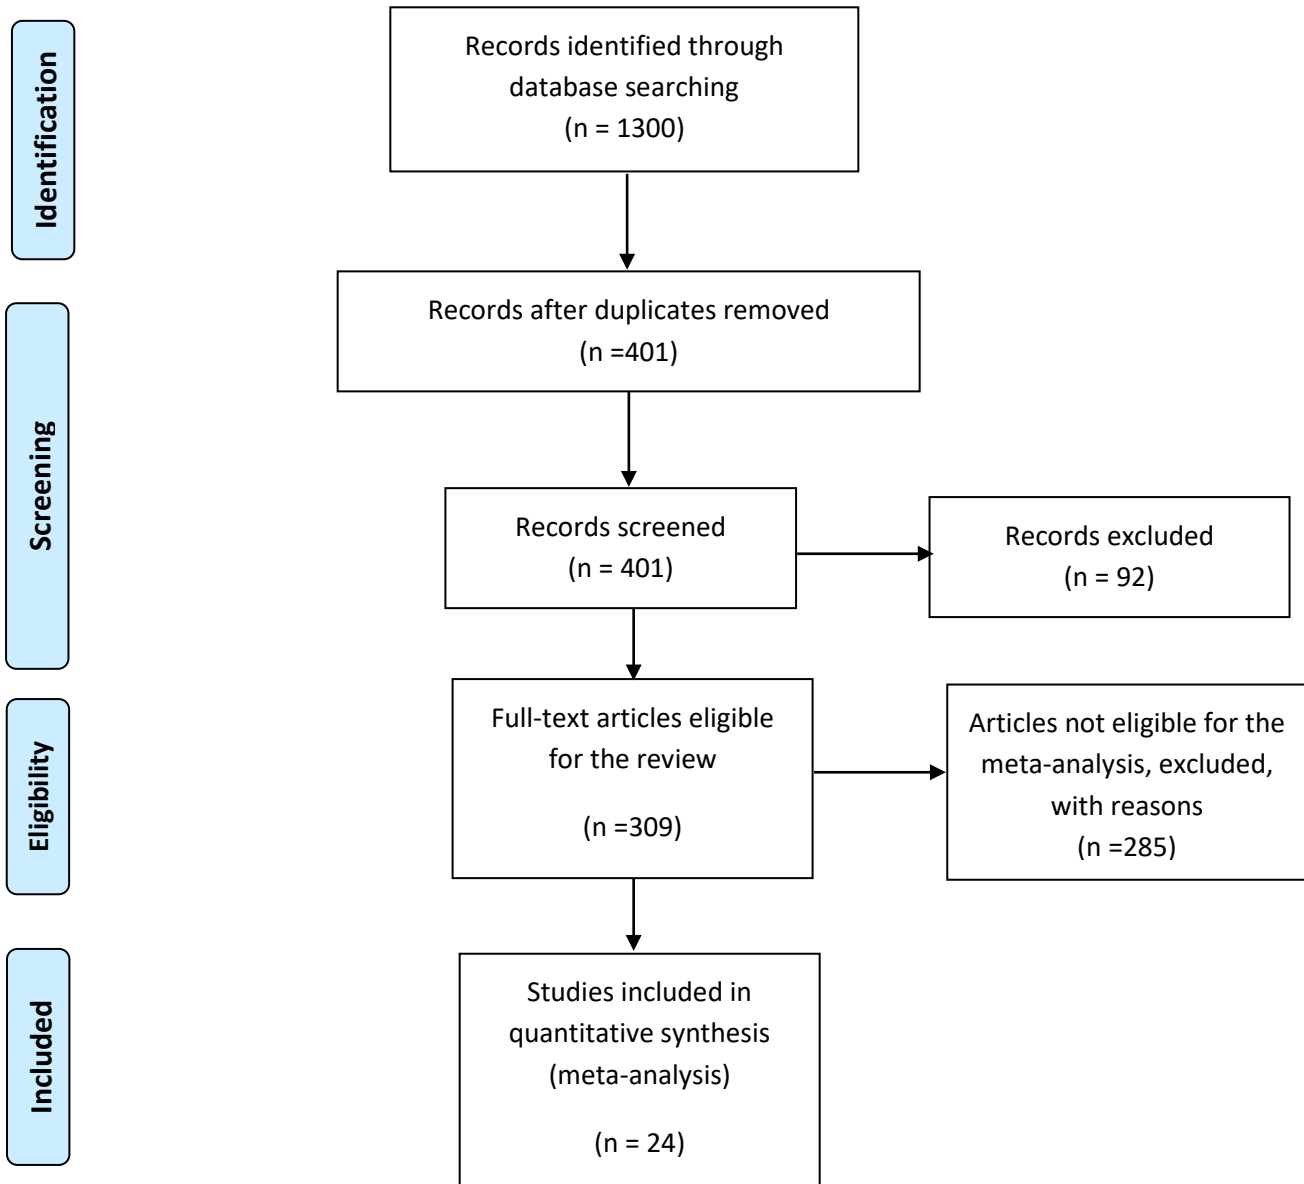 Identification
Records identified through
database searching
(n = 1300)
Records after duplicates removed
(n =401)
Screening
Records screened
(n = 401)
Records excluded
(n = 92)
Eligibility
Full-text articles eligible
for the review
(n =309)
Articles not eligible for the
meta-analysis, excluded,
with reasons
(n =285)
Included
Studies included in
quantitative synthesis
(meta-analysis)
(n = 24)